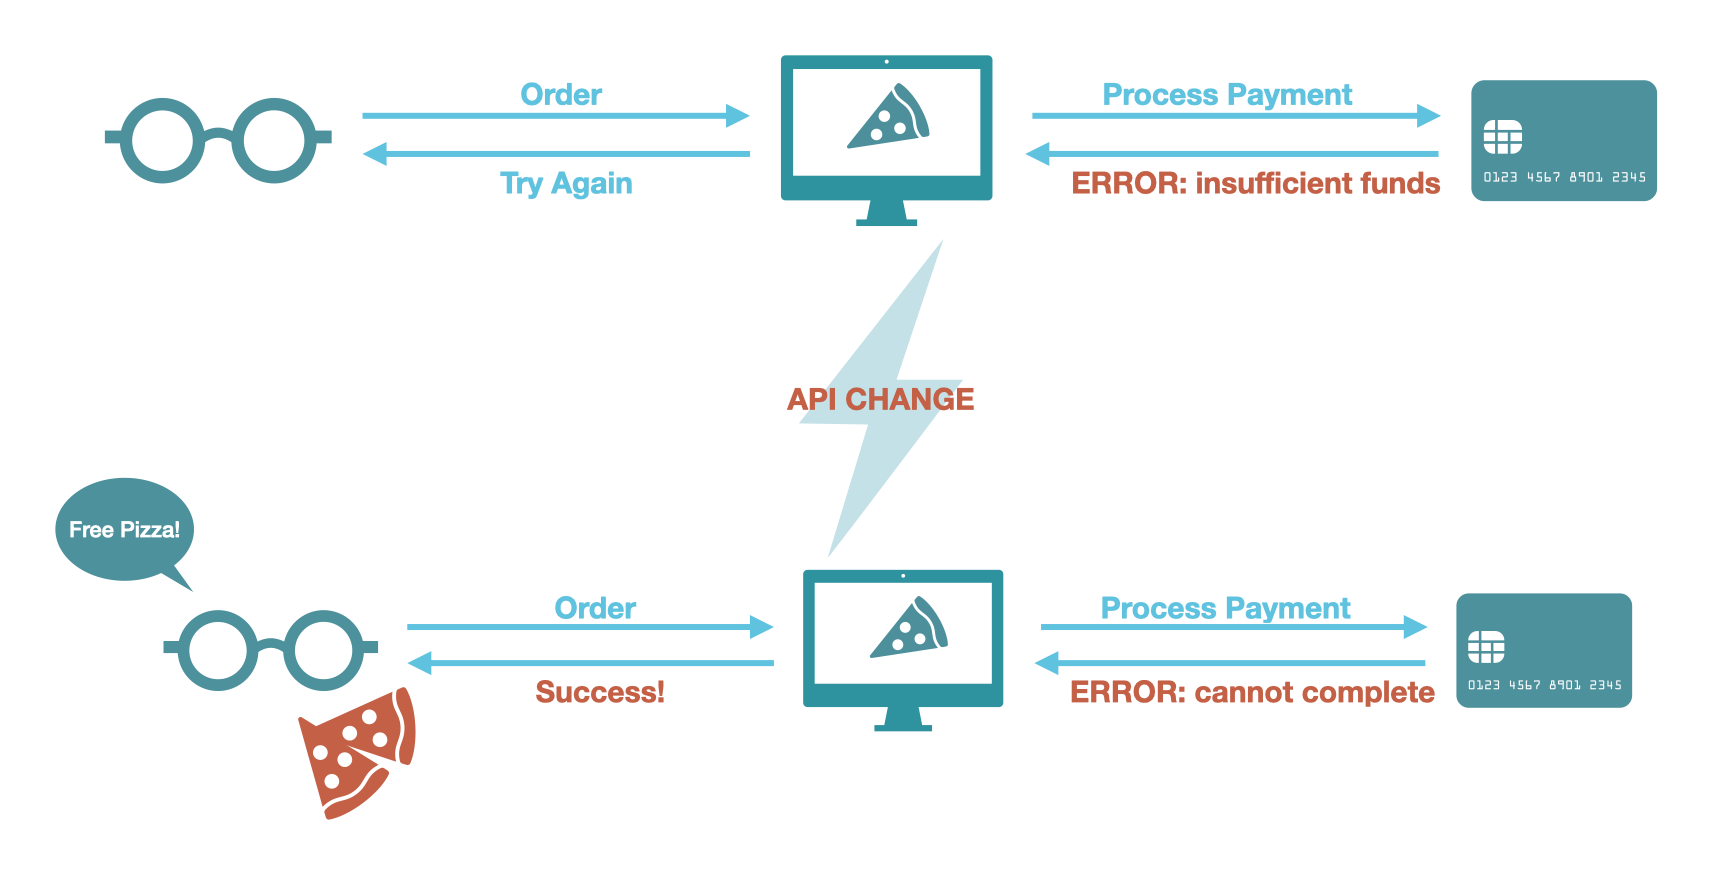 Order
Process Payment
Try Again
ERROR: insufficient funds
0123 4567 8901 2345
API CHANGE
Free Pizza!
Order
Process Payment
Success!
ERROR: cannot complete
0123 4567 8901 2345